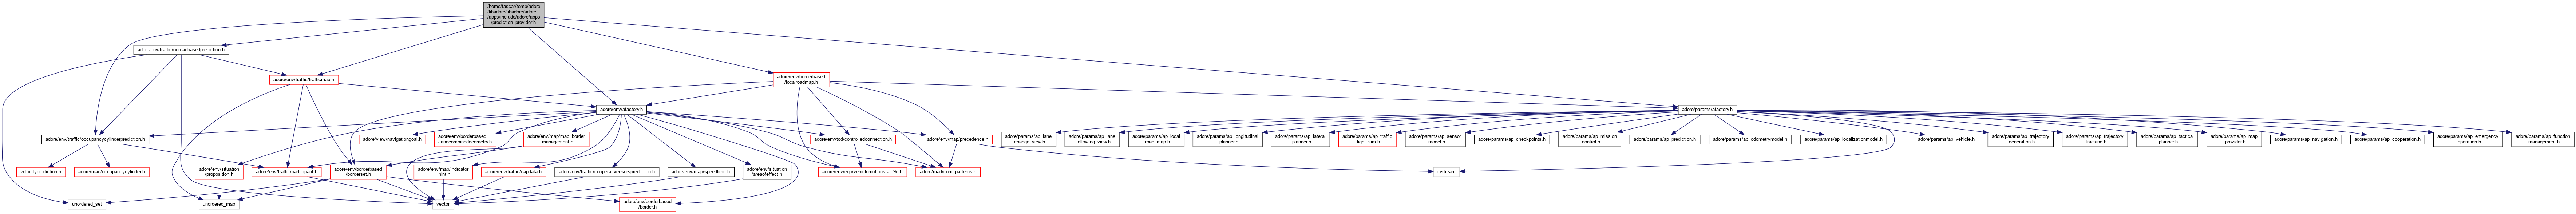 /home/fascar/temp/adore
/libadore/libadore/adore
/apps/include/adore/apps
/prediction_provider.h
adore/env/traffic/ocroadbasedprediction.h
adore/env/traffic/trafficmap.h
adore/env/borderbased
/localroadmap.h
adore/env/afactory.h
adore/params/afactory.h
adore/env/traffic/occupancycylinderprediction.h
adore/view/navigationgoal.h
adore/env/borderbased
/lanecombinedgeometry.h
adore/env/map/map_border
_management.h
adore/env/tcd/controlledconnection.h
adore/env/map/precedence.h
adore/params/ap_lane
_change_view.h
adore/params/ap_lane
_following_view.h
adore/params/ap_local
_road_map.h
adore/params/ap_longitudinal
_planner.h
adore/params/ap_lateral
_planner.h
adore/params/ap_traffic
_light_sim.h
adore/params/ap_sensor
_model.h
adore/params/ap_checkpoints.h
adore/params/ap_mission
_control.h
adore/params/ap_prediction.h
adore/params/ap_odometrymodel.h
adore/params/ap_localizationmodel.h
adore/params/ap_vehicle.h
adore/params/ap_trajectory
_generation.h
adore/params/ap_trajectory
_tracking.h
adore/params/ap_tactical
_planner.h
adore/params/ap_map
_provider.h
adore/params/ap_navigation.h
adore/params/ap_cooperation.h
adore/params/ap_emergency
_operation.h
adore/params/ap_function
_management.h
velocityprediction.h
adore/mad/occupancycylinder.h
adore/env/situation
/proposition.h
adore/env/traffic/participant.h
adore/env/borderbased
/borderset.h
adore/env/map/indicator
_hint.h
adore/env/traffic/gapdata.h
adore/env/traffic/cooperativeusersprediction.h
adore/env/map/speedlimit.h
adore/env/situation
/areaofeffect.h
adore/env/ego/vehiclemotionstate9d.h
adore/mad/com_patterns.h
iostream
unordered_set
unordered_map
vector
adore/env/borderbased
/border.h